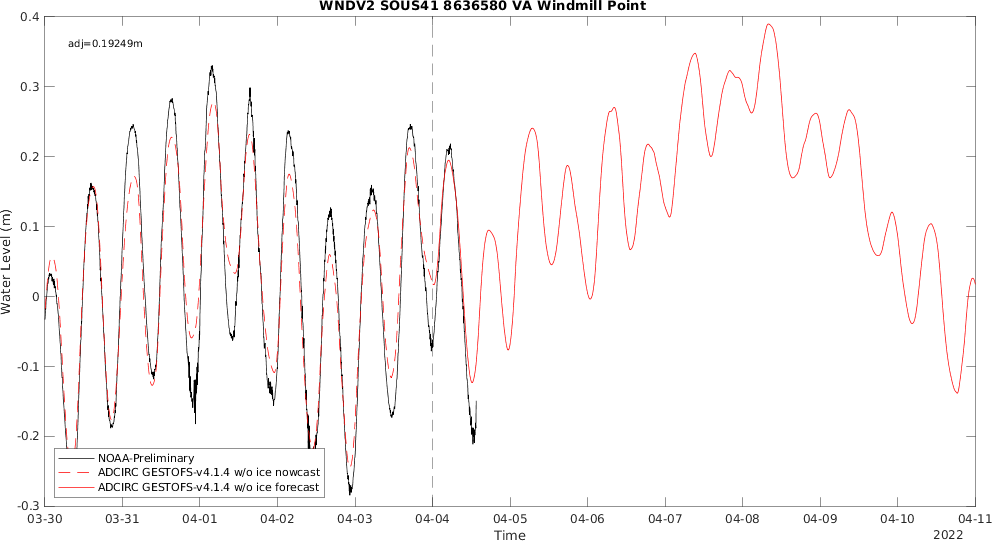 WNDV2 SOUS41 8636580 VA Windmill Point
adj=0.19249m
0.4
0.3
0.2
0.1
0
-0.1
-0.2
-0.3
Water Level (m)
NOAA-Preliminary
ADCIRC GESTOFS-v4.1.4 w/o ice nowcast
ADCIRC GESTOFS-v4.1.4 w/o ice forecast
03-30 03-31 04-01 04-02 04-03 04-04 04-05 04-06 04-07 04-08 04-09 04-10 04-11
Time
2022